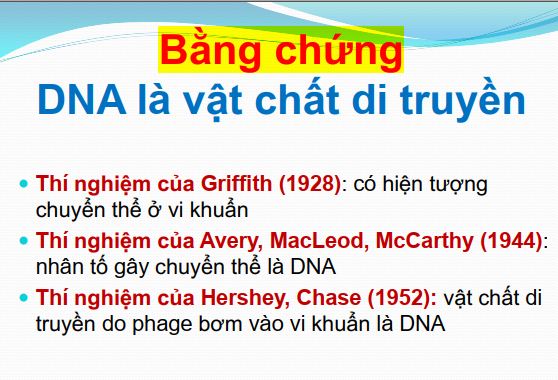 Bằng chứng
DNA là vật chất di truyền
• Thí nghiệm của Griffith (1928): có hiện tượng
chuyển thể ở vi khuẩn
• Thí nghiệm của Avery, MacLeod, McCarthy (1944):
nhân tố gây chuyển thể là DNA
• Thí nghiệm của Hershey, Chase (1952): vật chất di
truyền do phage bơm vào vi khuẩn là DNA